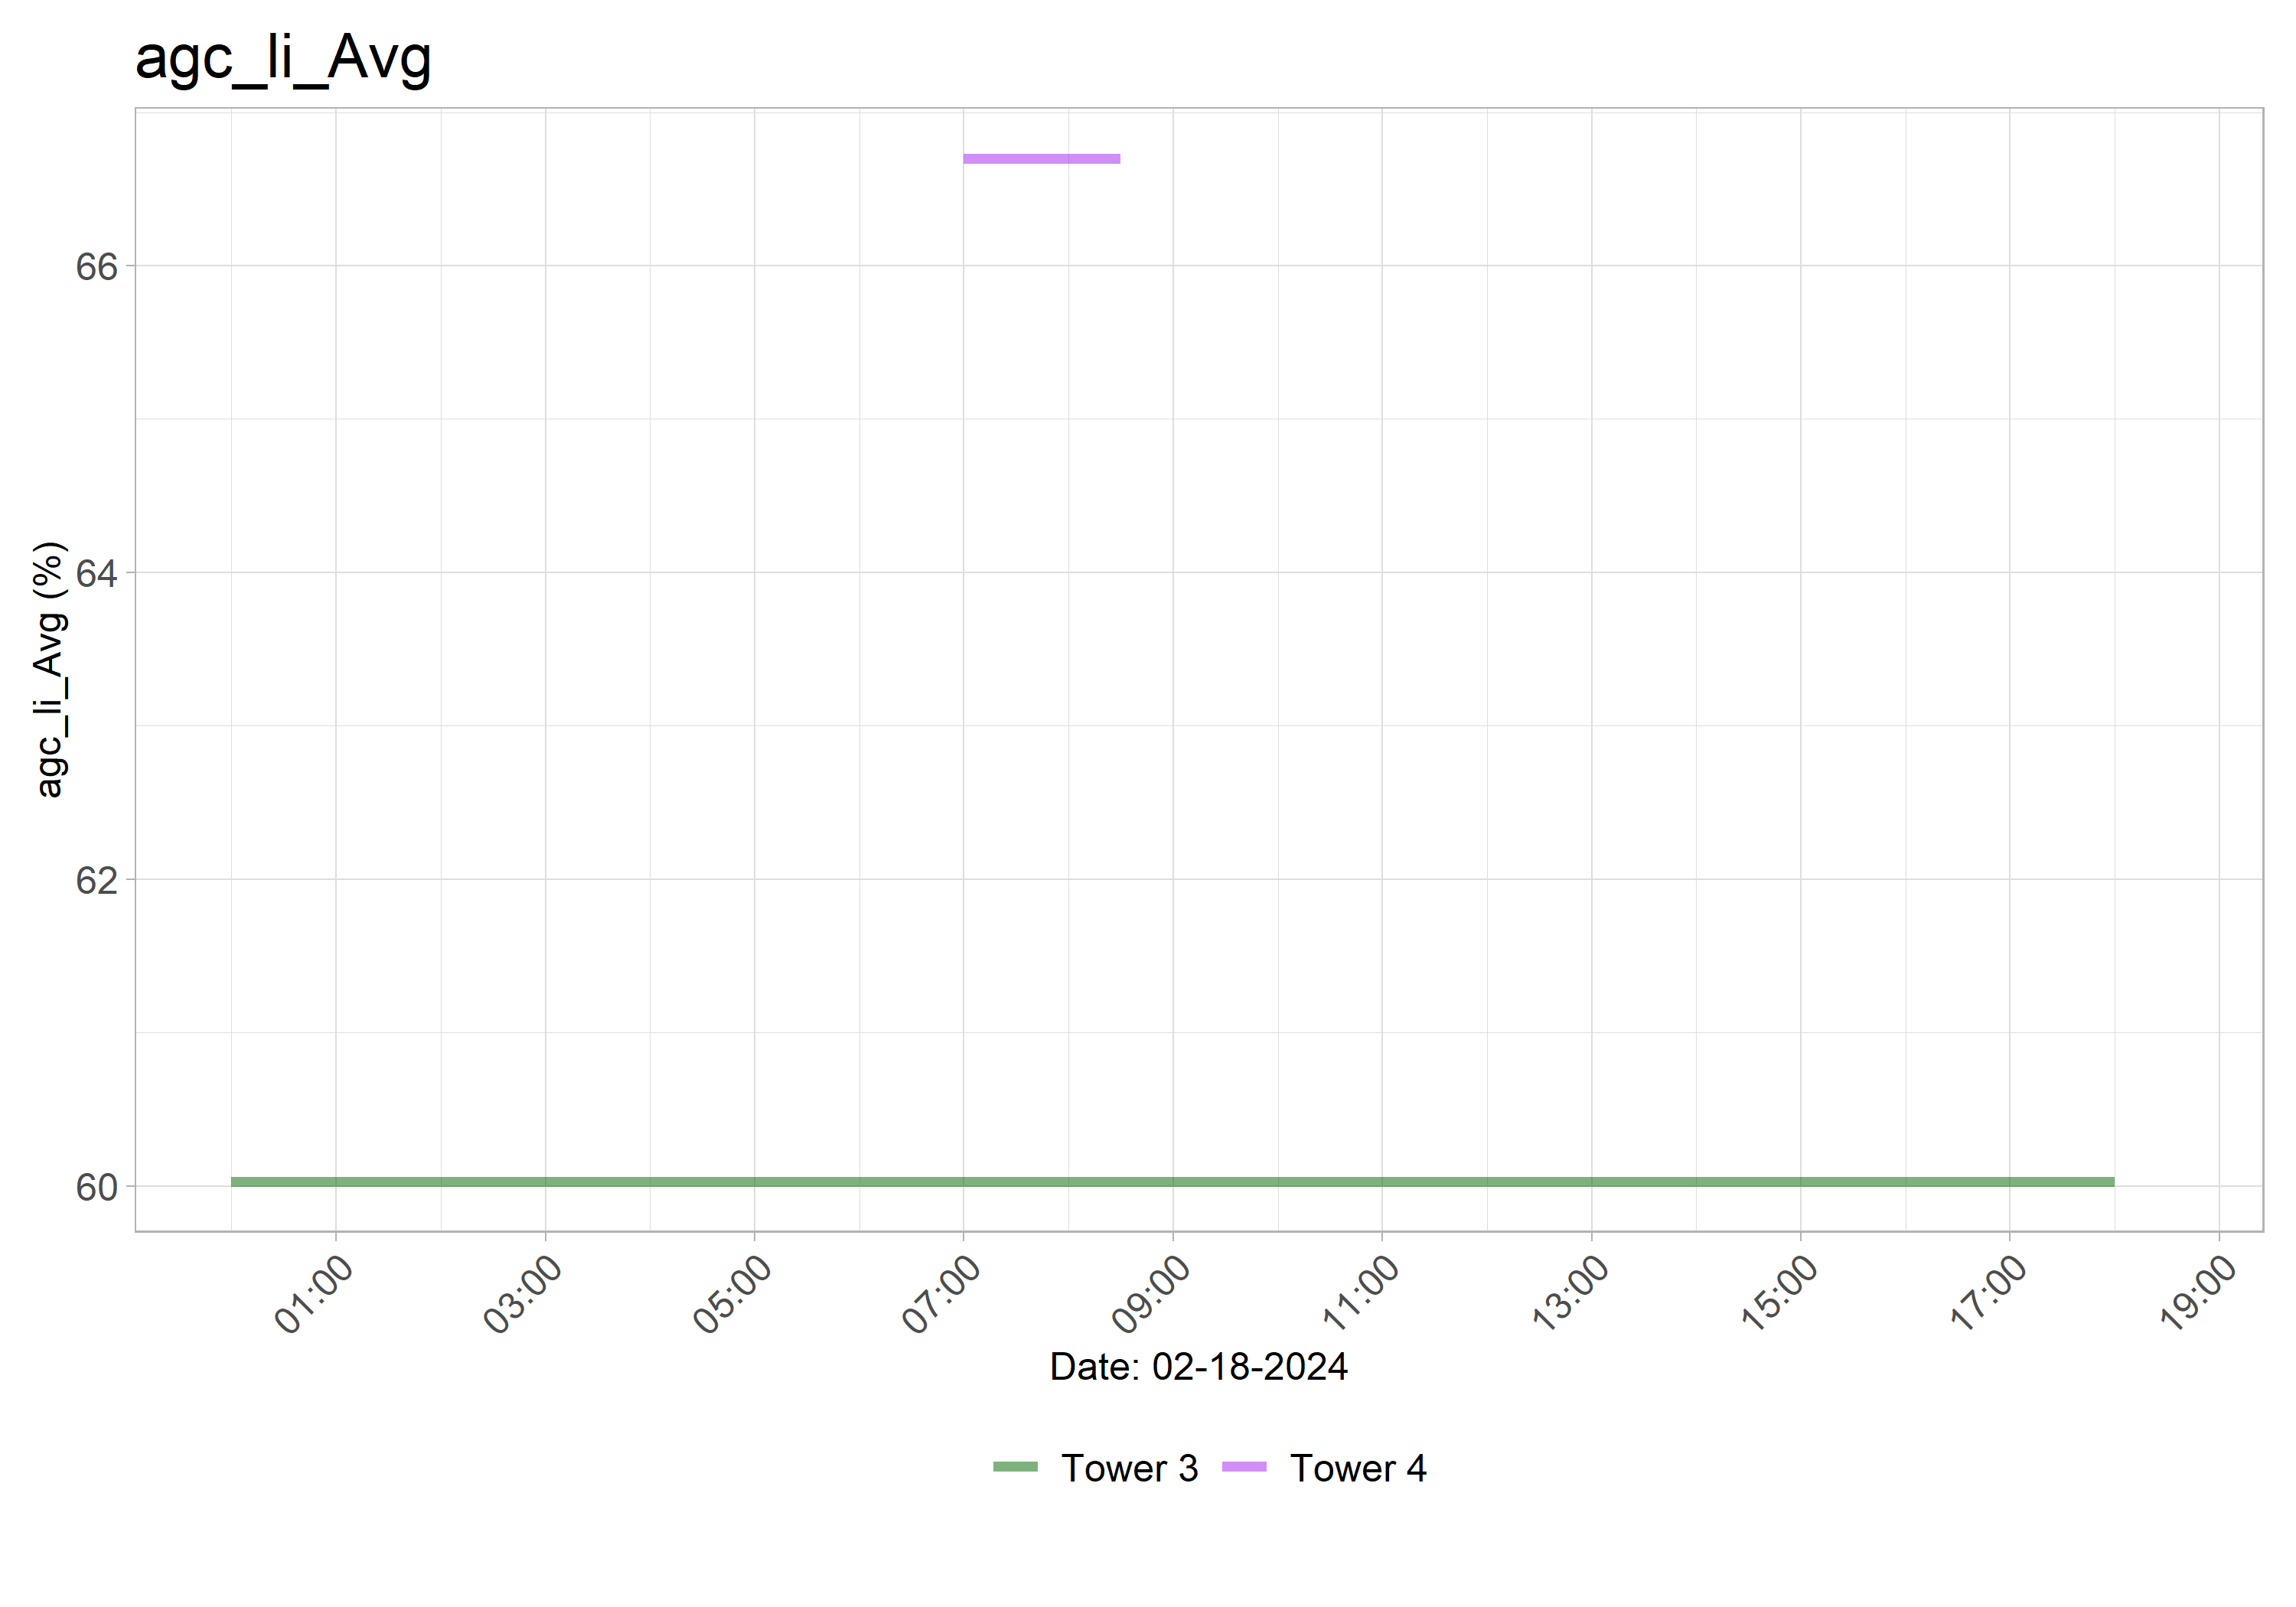 agc_li_Avg
agc_li_Avg (%)
66
64
62
60
01:00 03:00 05:00 07:00 09:00 11:00 13:00 15:00 17:00 19:00
Date: 02-18-2024
Tower 3 Tower 4